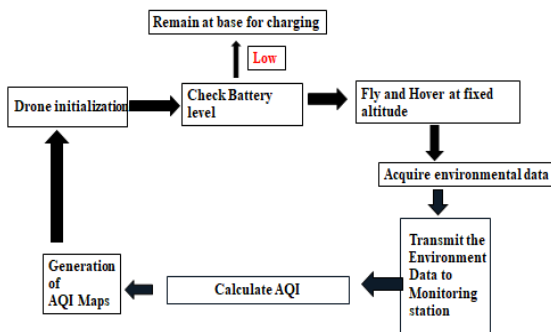 Remain at base for charging
Low
Drone initialization
Check Battery
level
Fly and Hover at fixed
altitude
Acquire environmental data
Transmit the
Environment
Data to
Monitoring
station
Calculate AQI
Generation
of
AQI Maps